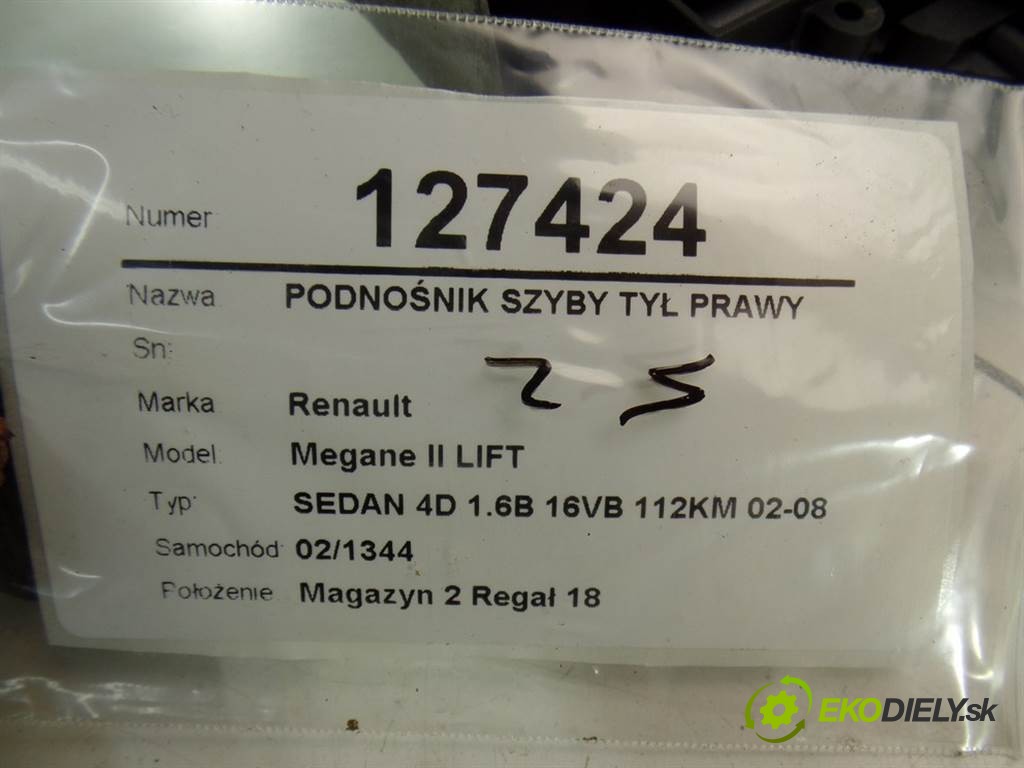 Numer 127424
Nazwa PODNOŚNIK SZYBY TYŁ PRAWY
Sn:
Marka Renault
Model Megane II LIFT
Typ: SEDAN 4D 1.6B 16VB 112KM 02-08
Samochód 02/1344
Położenie Magazyn 2 Regał 18
EKODIELY.sk